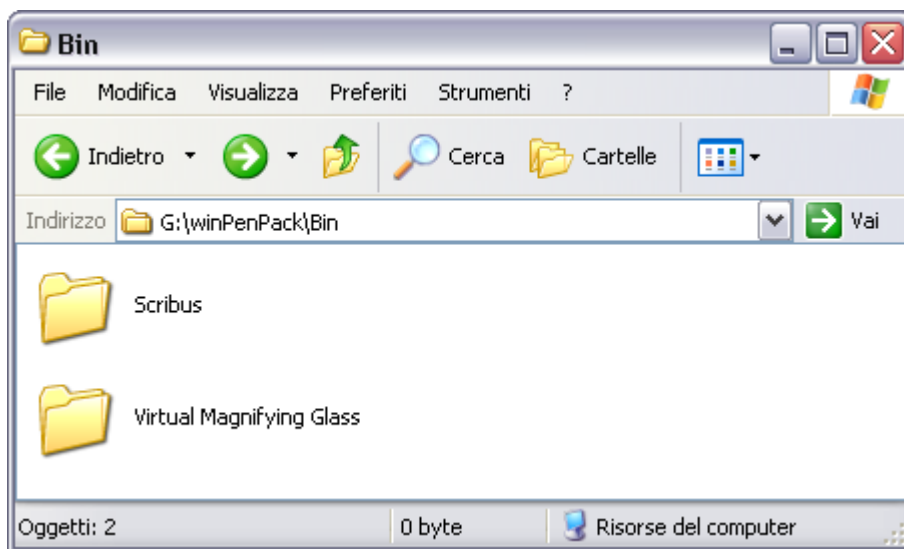 Bin
File Modifica Visualizza Preferiti Strumenti ?
Indietro Cerca Cartelle
Indirizzo G:\winPenPack\Bin Vai
Scribus
Virtual Magnifying Glass
Oggetti: 2 0 byte Risorse del computer